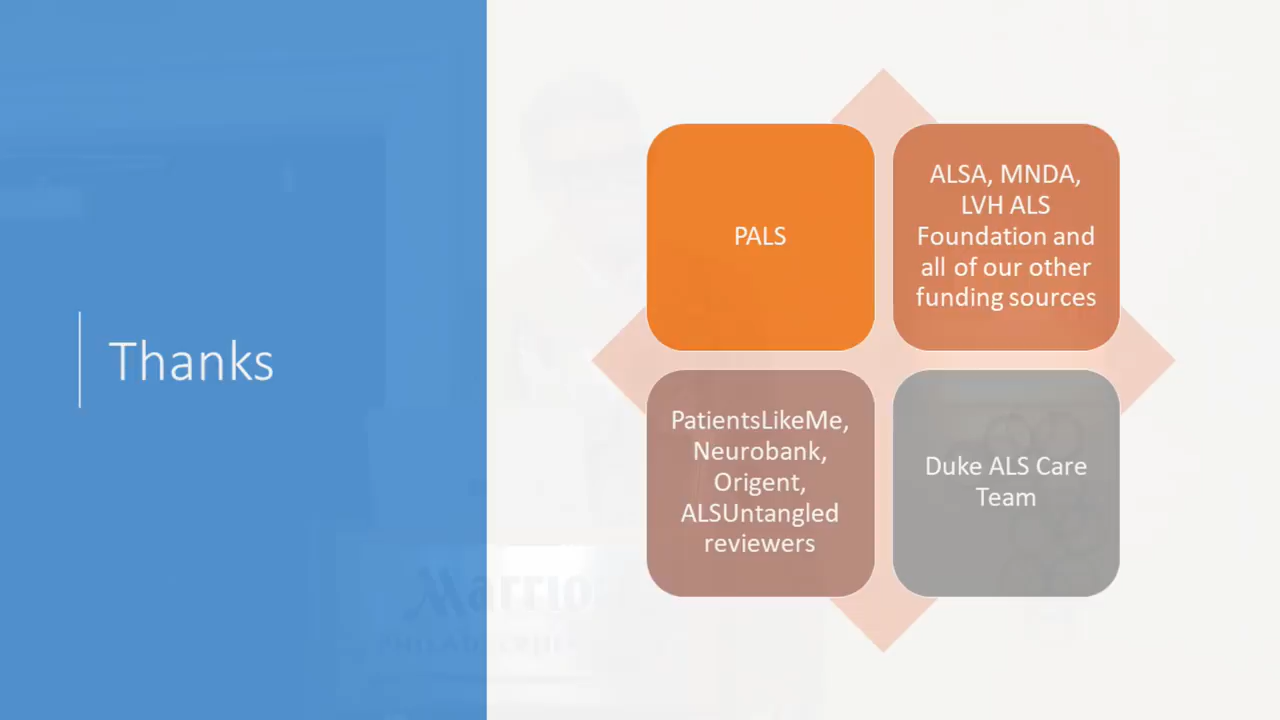 Thanks
PALS
ALSA, MNDA,
LVH ALS
Foundation and
all of our other
funding sources
PatientsLikeMe,
Neurobank,
Origent,
ALSUntangled
reviewers
Duke ALS Care
Team
Marrio